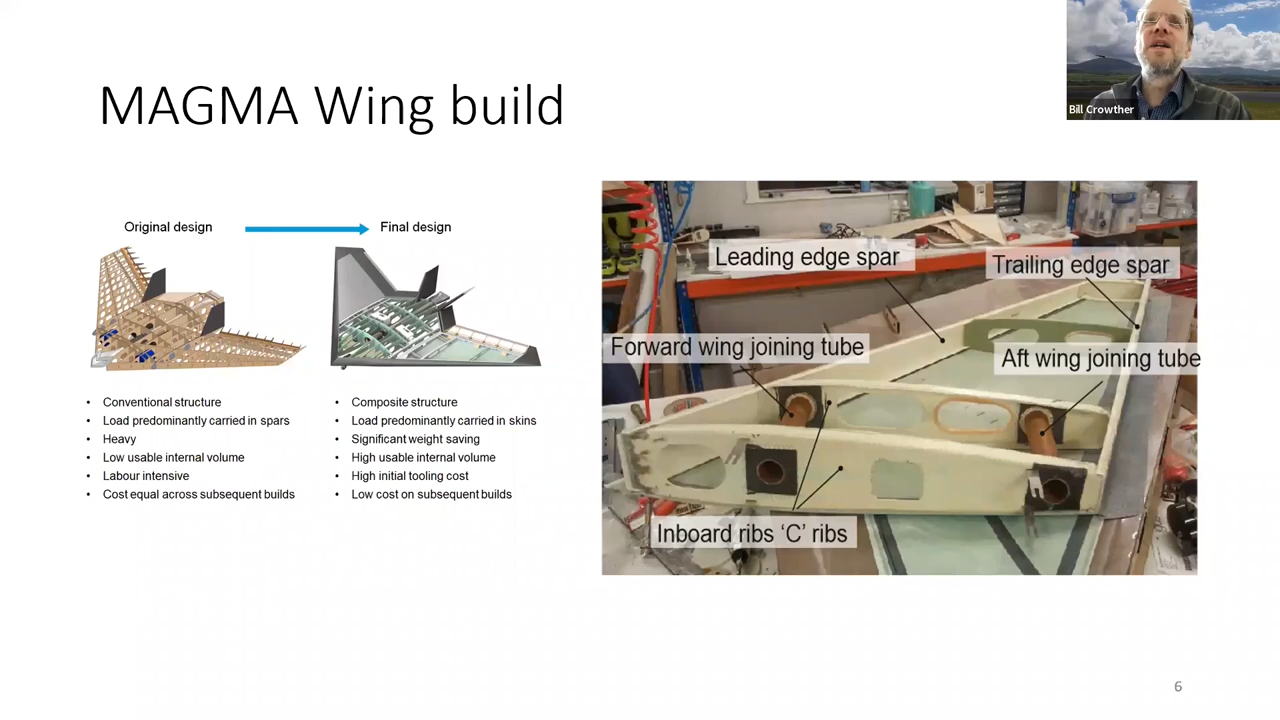 Bill Crowther
MAGMA Wing build
Original design
Final design
• Conventional structure
• Load predominantly carried in spars
• Heavy
• Low usable internal volume
• Labour intensive
• Cost equal across subsequent builds
• Composite structure
• Load predominantly carried in skins
• Significant weight saving
• High usable internal volume
• High initial tooling cost
• Low cost on subsequent builds
Leading edge spar
Trailing edge spar
Forward wing joining tube
Aft wing joining tube
Inboard ribs ‘C’ ribs
6